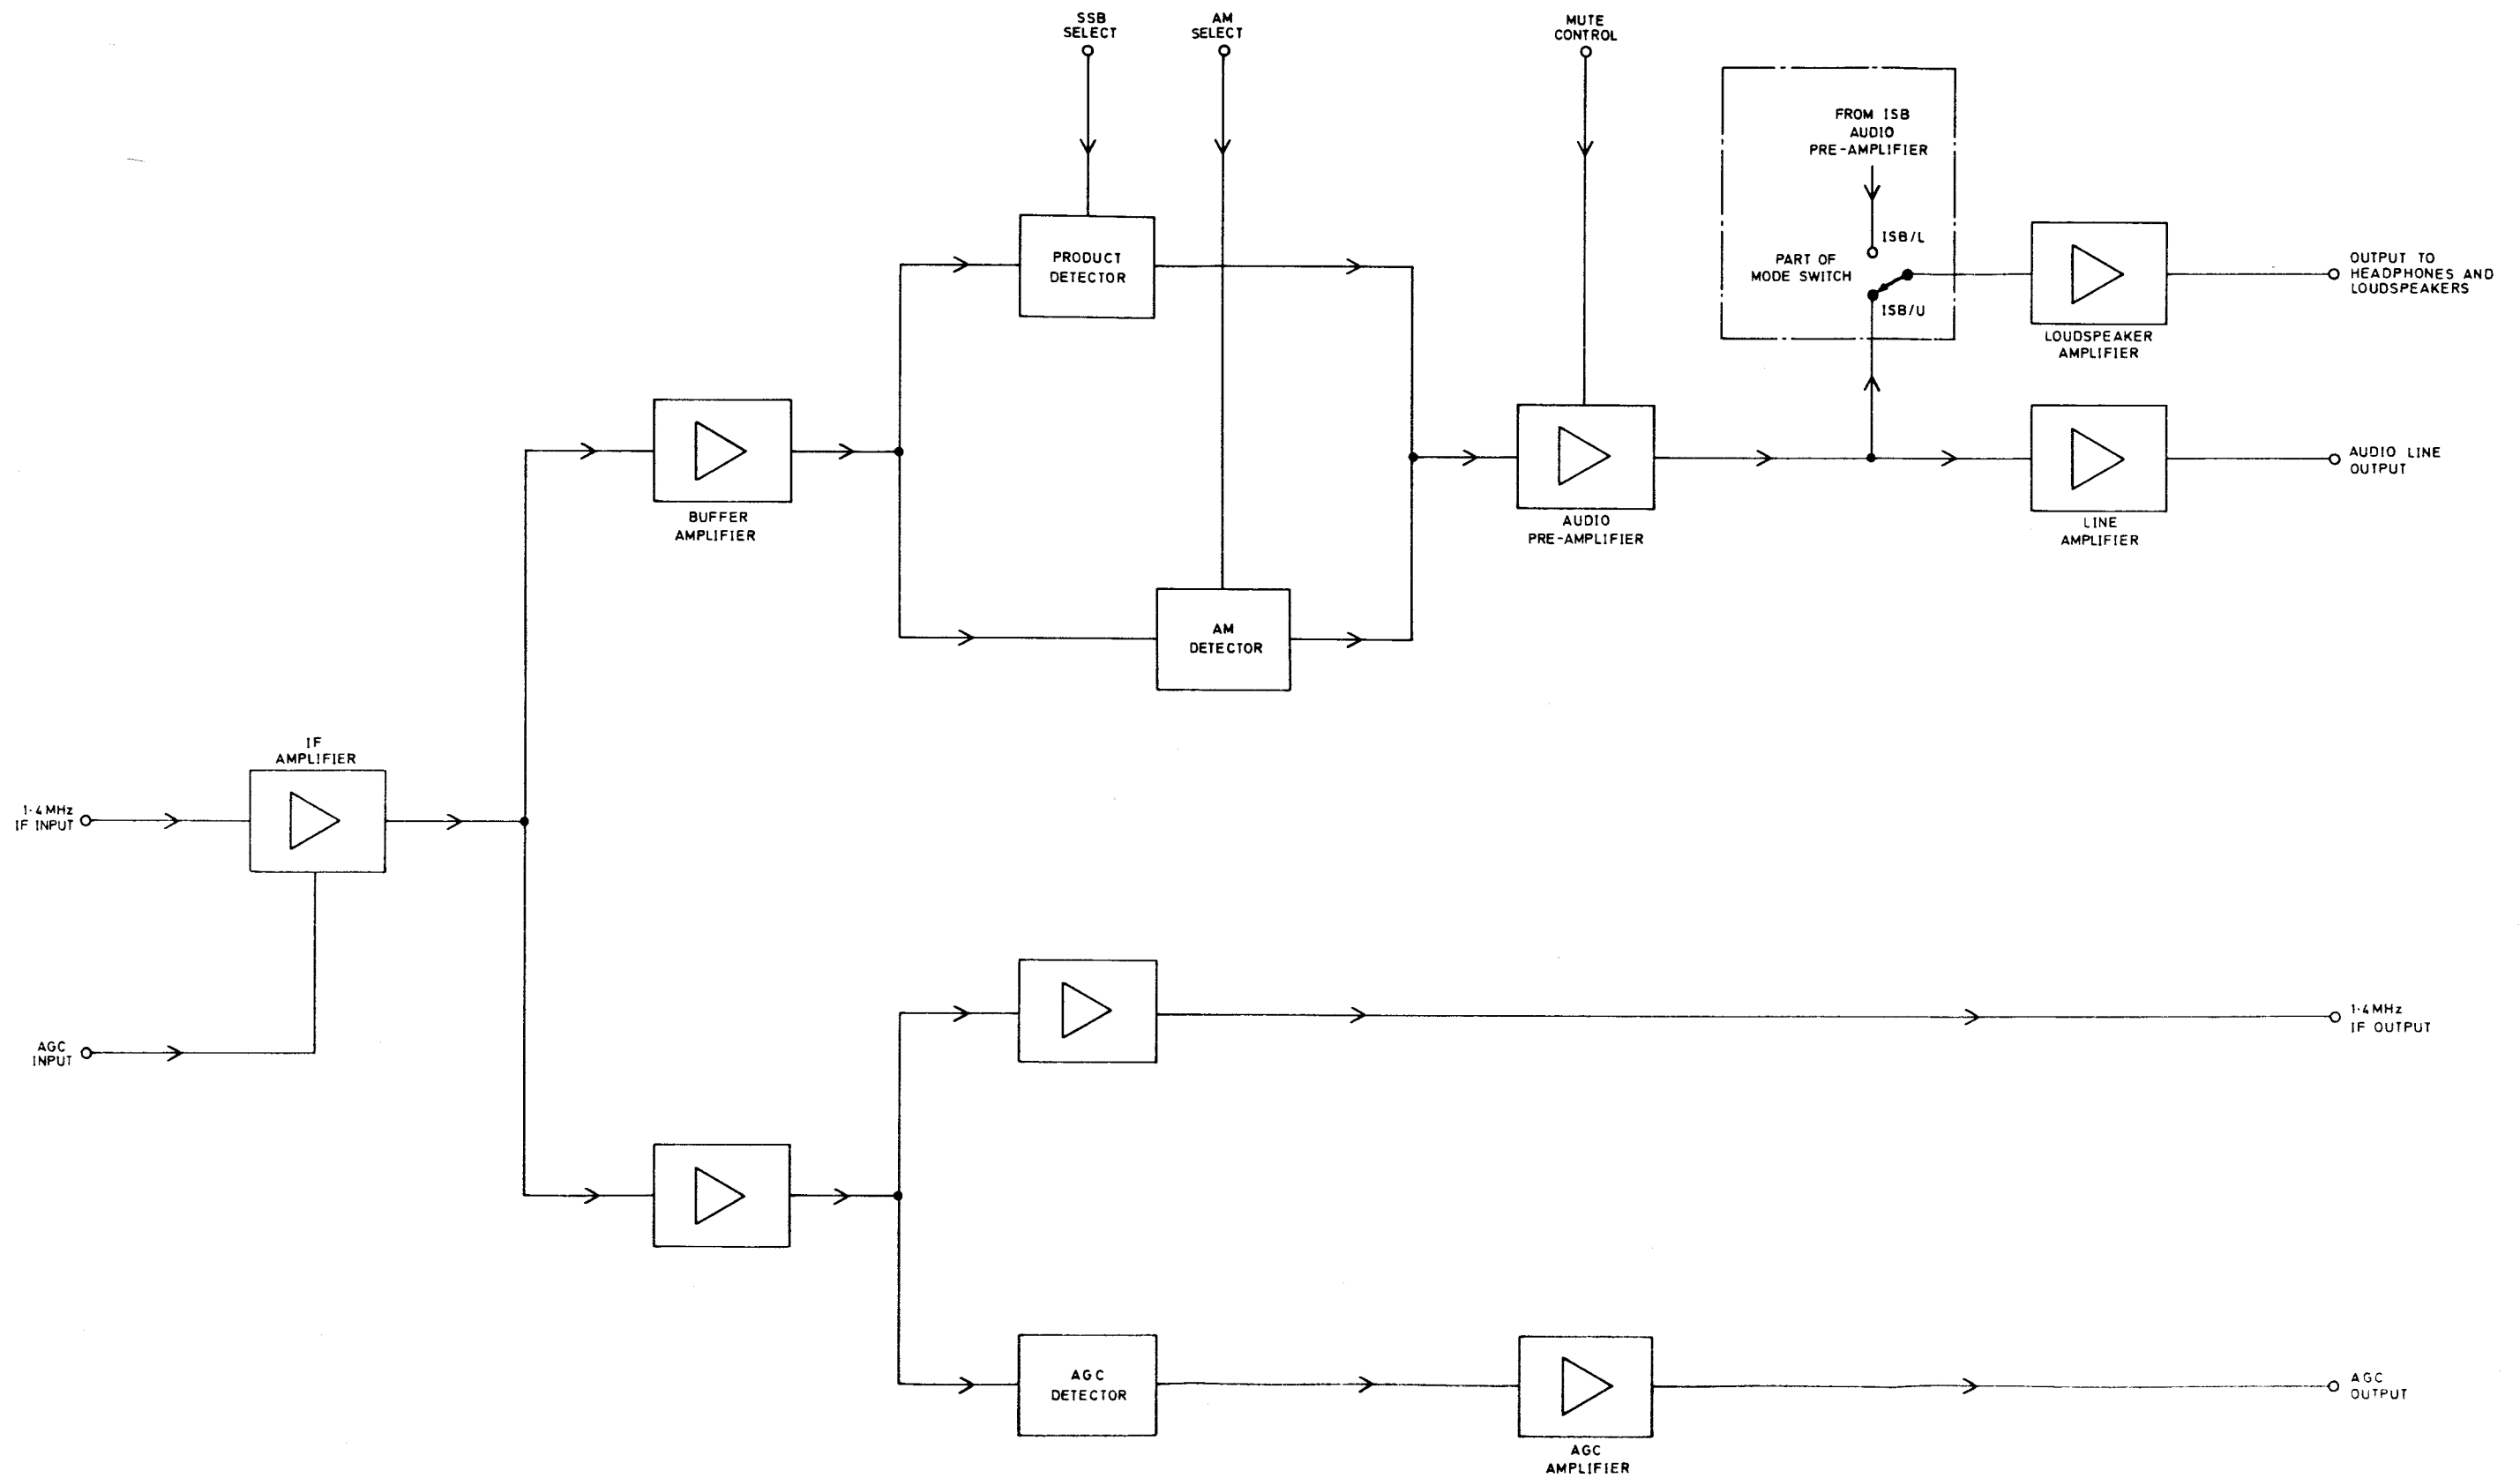 SSB
SELECT
AM
SELECT
MUTE
CONTROL
FROM ISB
AUDIO
PRE-AMPLIFIER
ISB/L
PART OF
MODE SWITCH
ISB/U
PRODUCT
DETECTOR
LOUDSPEAKER
AMPLIFIER
OUTPUT TO
HEADPHONES AND
LOUDSPEAKERS
BUFFER
AMPLIFIER
AUDIO
PRE-AMPLIFIER
LINE
AMPLIFIER
AUDIO LINE
OUTPUT
AM
DETECTOR
IF
AMPLIFIER
1·4MHz
IF INPUT
AGC
INPUT
1·4MHz
IF OUTPUT
AGC
DETECTOR
AGC
AMPLIFIER
AGC
OUTPUT